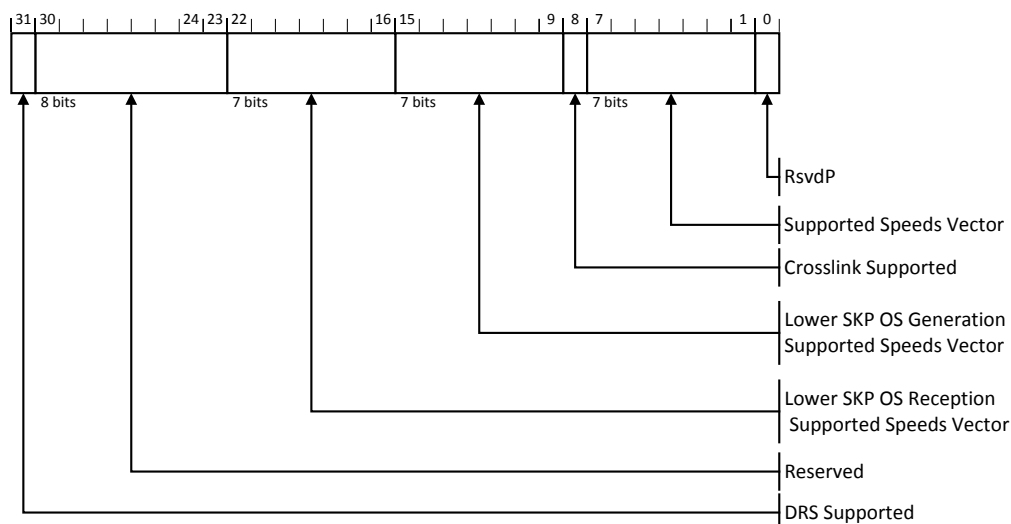 31 30 24 23 22 16 15 9 8 7 1 0
8 bits 7 bits 7 bits 7 bits
RsvdP
Supported Speeds Vector
Crosslink Supported
Lower SKP OS Generation
Supported Speeds Vector
Lower SKP OS Reception
Supported Speeds Vector
Reserved
DRS Supported